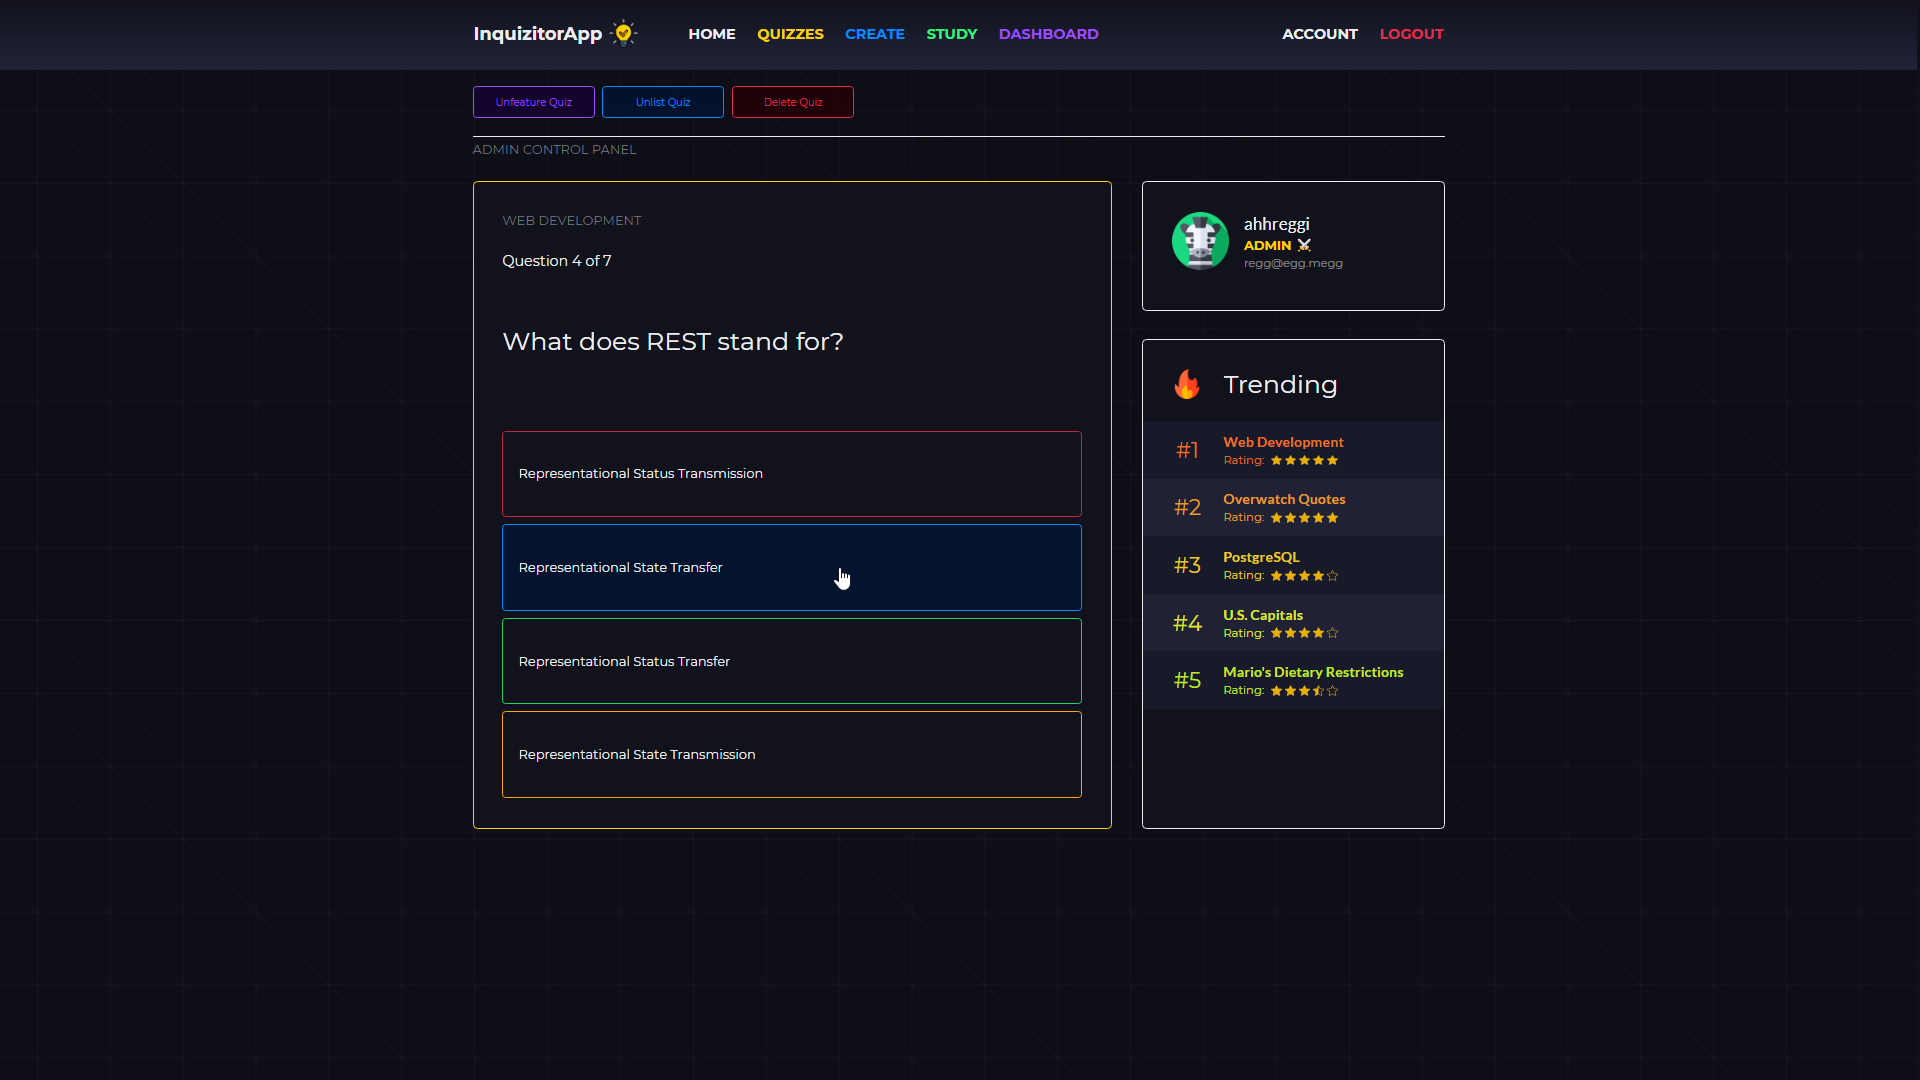 InquizitorApp
HOME QUIZZES CREATE STUDY DASHBOARD ACCOUNT LOGOUT
Unfeature Quiz Unlist Quiz Delete Quiz
ADMIN CONTROL PANEL
WEB DEVELOPMENT
Question 4 of 7
What does REST stand for?
Representational Status Transmission
Representational State Transfer
Representational Status Transfer
Representational State Transmission
ahhreggi
ADMIN
regg@egg.megg
Trending
#1 Web Development
Rating:
#2 Overwatch Quotes
Rating:
#3 PostgreSQL
Rating:
#4 U.S. Capitals
Rating:
#5 Mario's Dietary Restrictions
Rating: